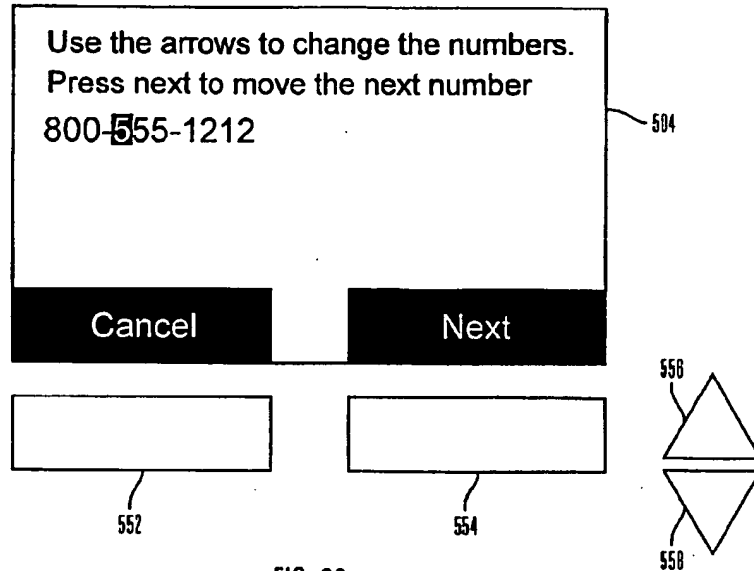 Use the arrows to change the numbers.
Press next to move the next number
800-555-1212
504
Cancel
Next
556
552
554
558